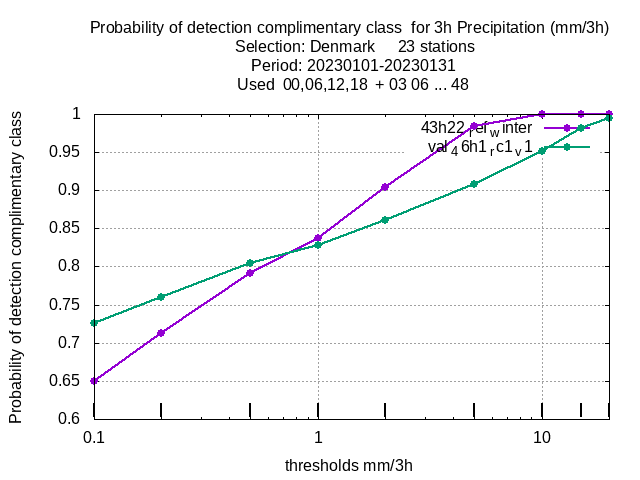 Probability of detection complimentary class  for 3h Precipitation (mm/3h)
Selection: Denmark     23 stations
Period: 20230101-20230131
Used  00,06,12,18  + 03 06 ... 48
Probability of detection complimentary class
1
0.95
0.9
0.85
0.8
0.75
0.7
0.65
0.6
43h22_ref_winter
val_46h1_rc1_v1
0.1
1
10
thresholds mm/3h